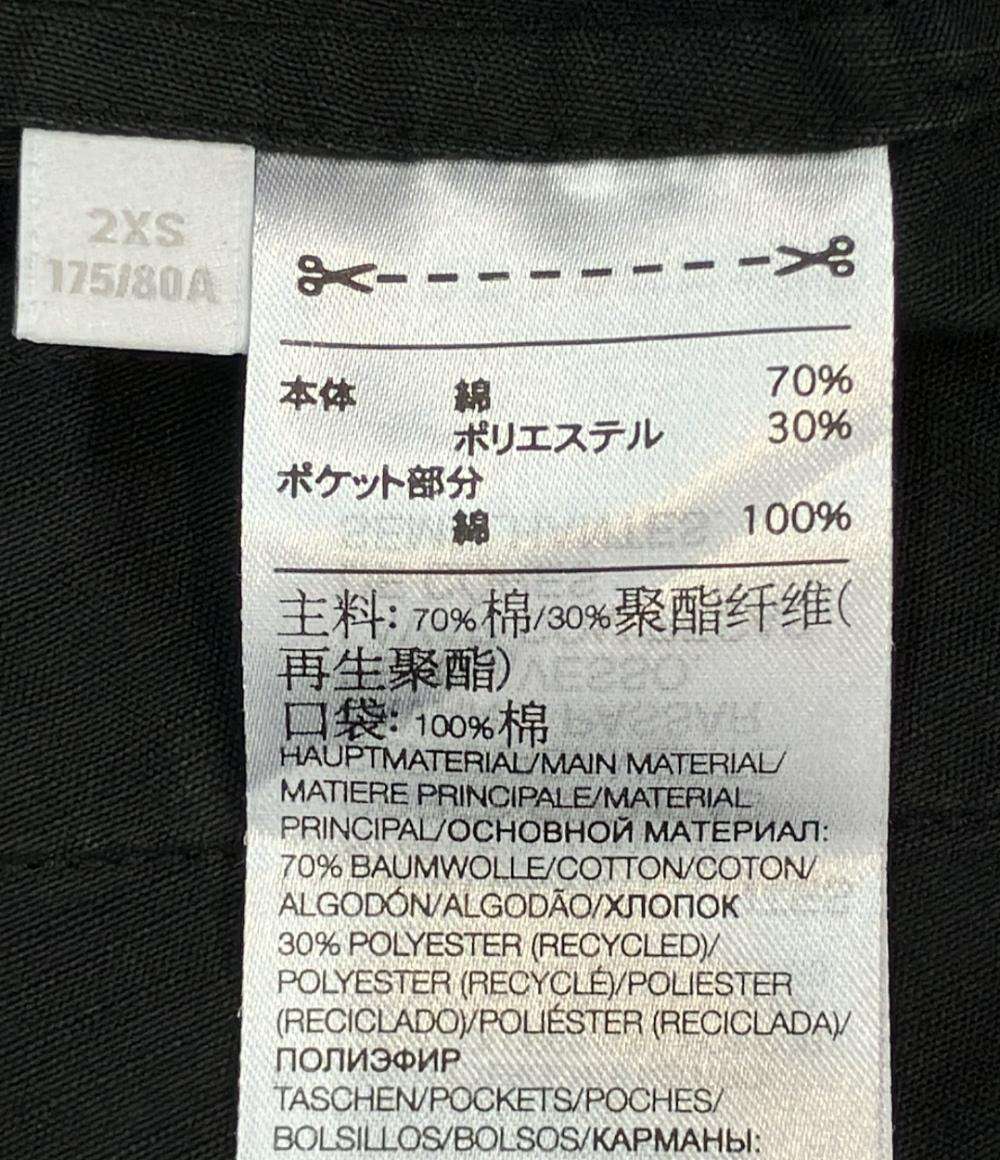 2XS
175/80A
本体 綿 70%
ポリエステル 30%
ポケット部分
綿 100%
主料: 70%棉/30%聚酯纤维(
再生聚酯)
口袋: 100%棉
HAUPTMATERIAL/MAIN MATERIAL/
MATIERE PRINCIPALE/MATERIAL
PRINCIPAL/ОСНОВНОЙ МАТЕРИАЛ:
70% BAUMWOLLE/COTTON/COTON/
ALGODÓN/ALGODÃO/ХЛОПОК
30% POLYESTER (RECYCLED)/
POLYESTER (RECYCLÉ)/POLIESTER
(RECICLADO)/POLIÉSTER (RECICLADA)/
ПОЛИЭФИР
TASCHEN/POCKETS/POCHES/
BOLSILLOS/BOLSOS/КАРМАНЫ: